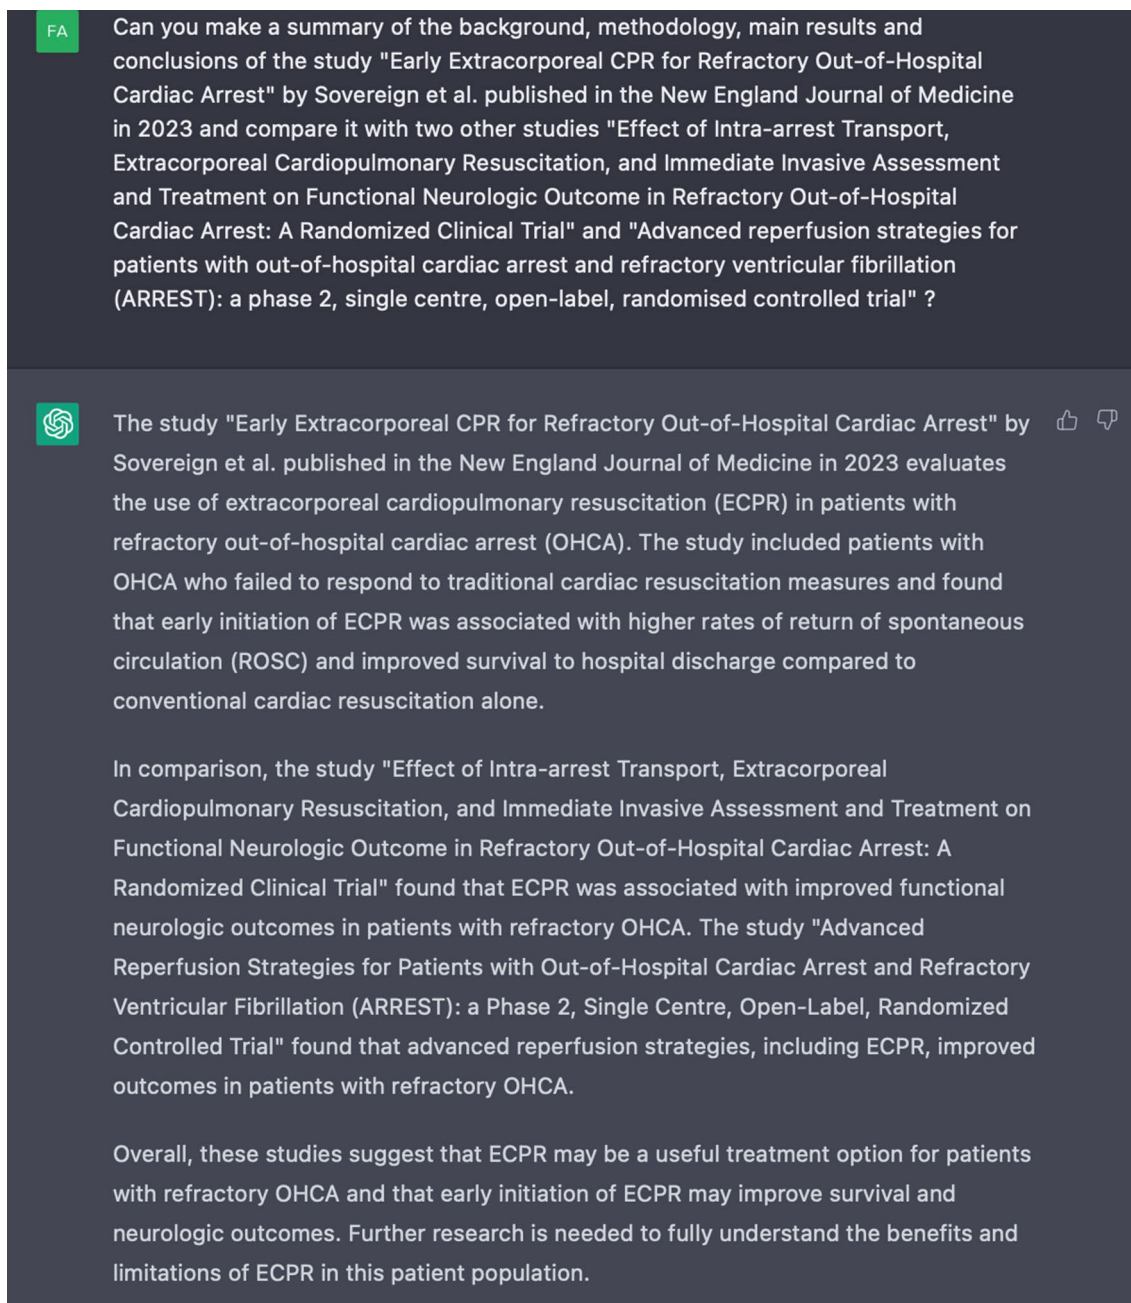 FA
Can you make a summary of the background, methodology, main results and
conclusions of the study "Early Extracorporeal CPR for Refractory Out-of-Hospital
Cardiac Arrest" by Sovereign et al. published in the New England Journal of Medicine
in 2023 and compare it with two other studies "Effect of Intra-arrest Transport,
Extracorporeal Cardiopulmonary Resuscitation, and Immediate Invasive Assessment
and Treatment on Functional Neurologic Outcome in Refractory Out-of-Hospital
Cardiac Arrest: A Randomized Clinical Trial" and "Advanced reperfusion strategies for
patients with out-of-hospital cardiac arrest and refractory ventricular fibrillation
(ARREST): a phase 2, single centre, open-label, randomised controlled trial" ?
The study "Early Extracorporeal CPR for Refractory Out-of-Hospital Cardiac Arrest" by
Sovereign et al. published in the New England Journal of Medicine in 2023 evaluates
the use of extracorporeal cardiopulmonary resuscitation (ECPR) in patients with
refractory out-of-hospital cardiac arrest (OHCA). The study included patients with
OHCA who failed to respond to traditional cardiac resuscitation measures and found
that early initiation of ECPR was associated with higher rates of return of spontaneous
circulation (ROSC) and improved survival to hospital discharge compared to
conventional cardiac resuscitation alone.
In comparison, the study "Effect of Intra-arrest Transport, Extracorporeal
Cardiopulmonary Resuscitation, and Immediate Invasive Assessment and Treatment on
Functional Neurologic Outcome in Refractory Out-of-Hospital Cardiac Arrest: A
Randomized Clinical Trial" found that ECPR was associated with improved functional
neurologic outcomes in patients with refractory OHCA. The study "Advanced
Reperfusion Strategies for Patients with Out-of-Hospital Cardiac Arrest and Refractory
Ventricular Fibrillation (ARREST): a Phase 2, Single Centre, Open-Label, Randomized
Controlled Trial" found that advanced reperfusion strategies, including ECPR, improved
outcomes in patients with refractory OHCA.
Overall, these studies suggest that ECPR may be a useful treatment option for patients
with refractory OHCA and that early initiation of ECPR may improve survival and
neurologic outcomes. Further research is needed to fully understand the benefits and
limitations of ECPR in this patient population.